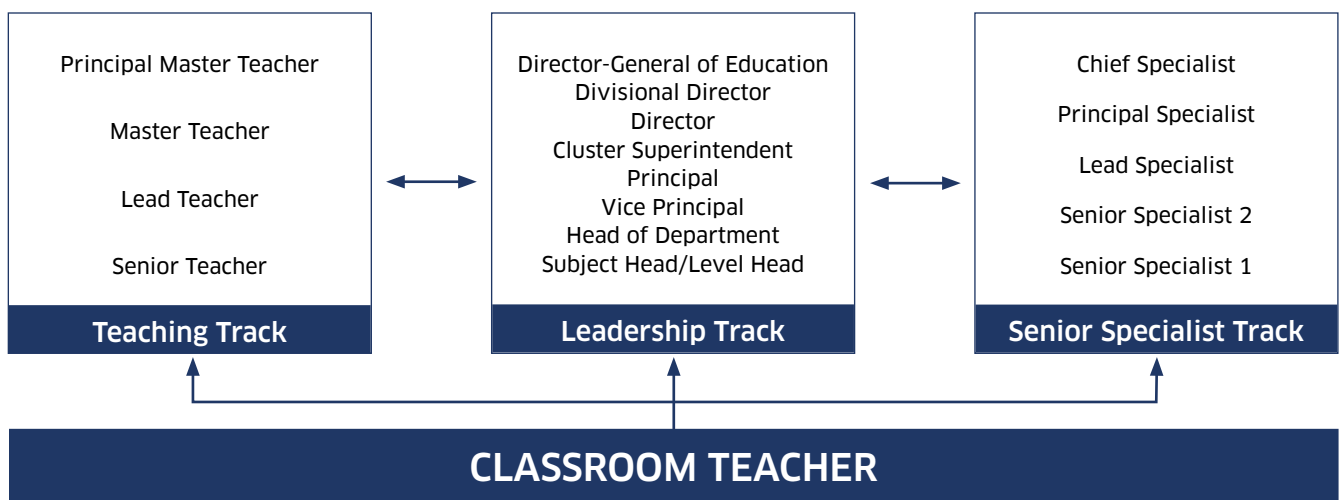 Principal Master Teacher
Master Teacher
Lead Teacher
Senior Teacher
Teaching Track
Director-General of Education
Divisional Director
Director
Cluster Superintendent
Principal
Vice Principal
Head of Department
Subject Head/Level Head
Leadership Track
Chief Specialist
Principal Specialist
Lead Specialist
Senior Specialist 2
Senior Specialist 1
Senior Specialist Track
CLASSROOM TEACHER